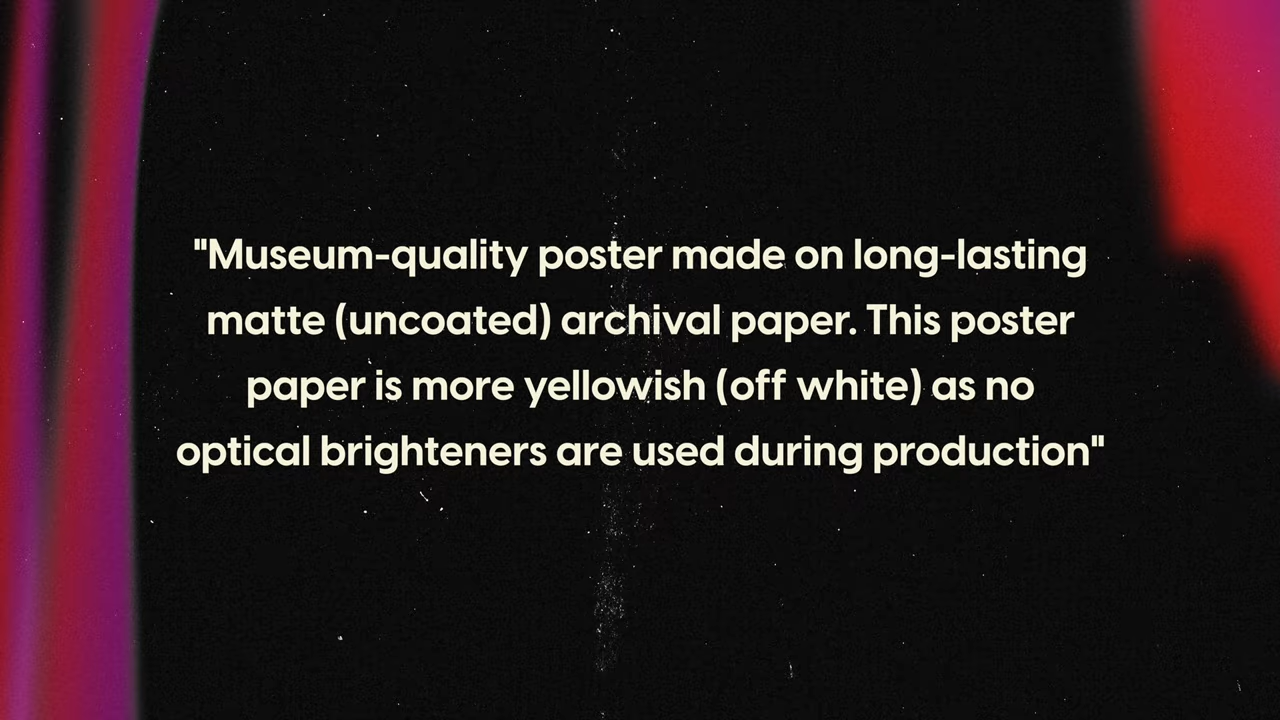 "Museum-quality poster made on long-lasting
matte (uncoated) archival paper. This poster
paper is more yellowish (off white) as no
optical brighteners are used during production"